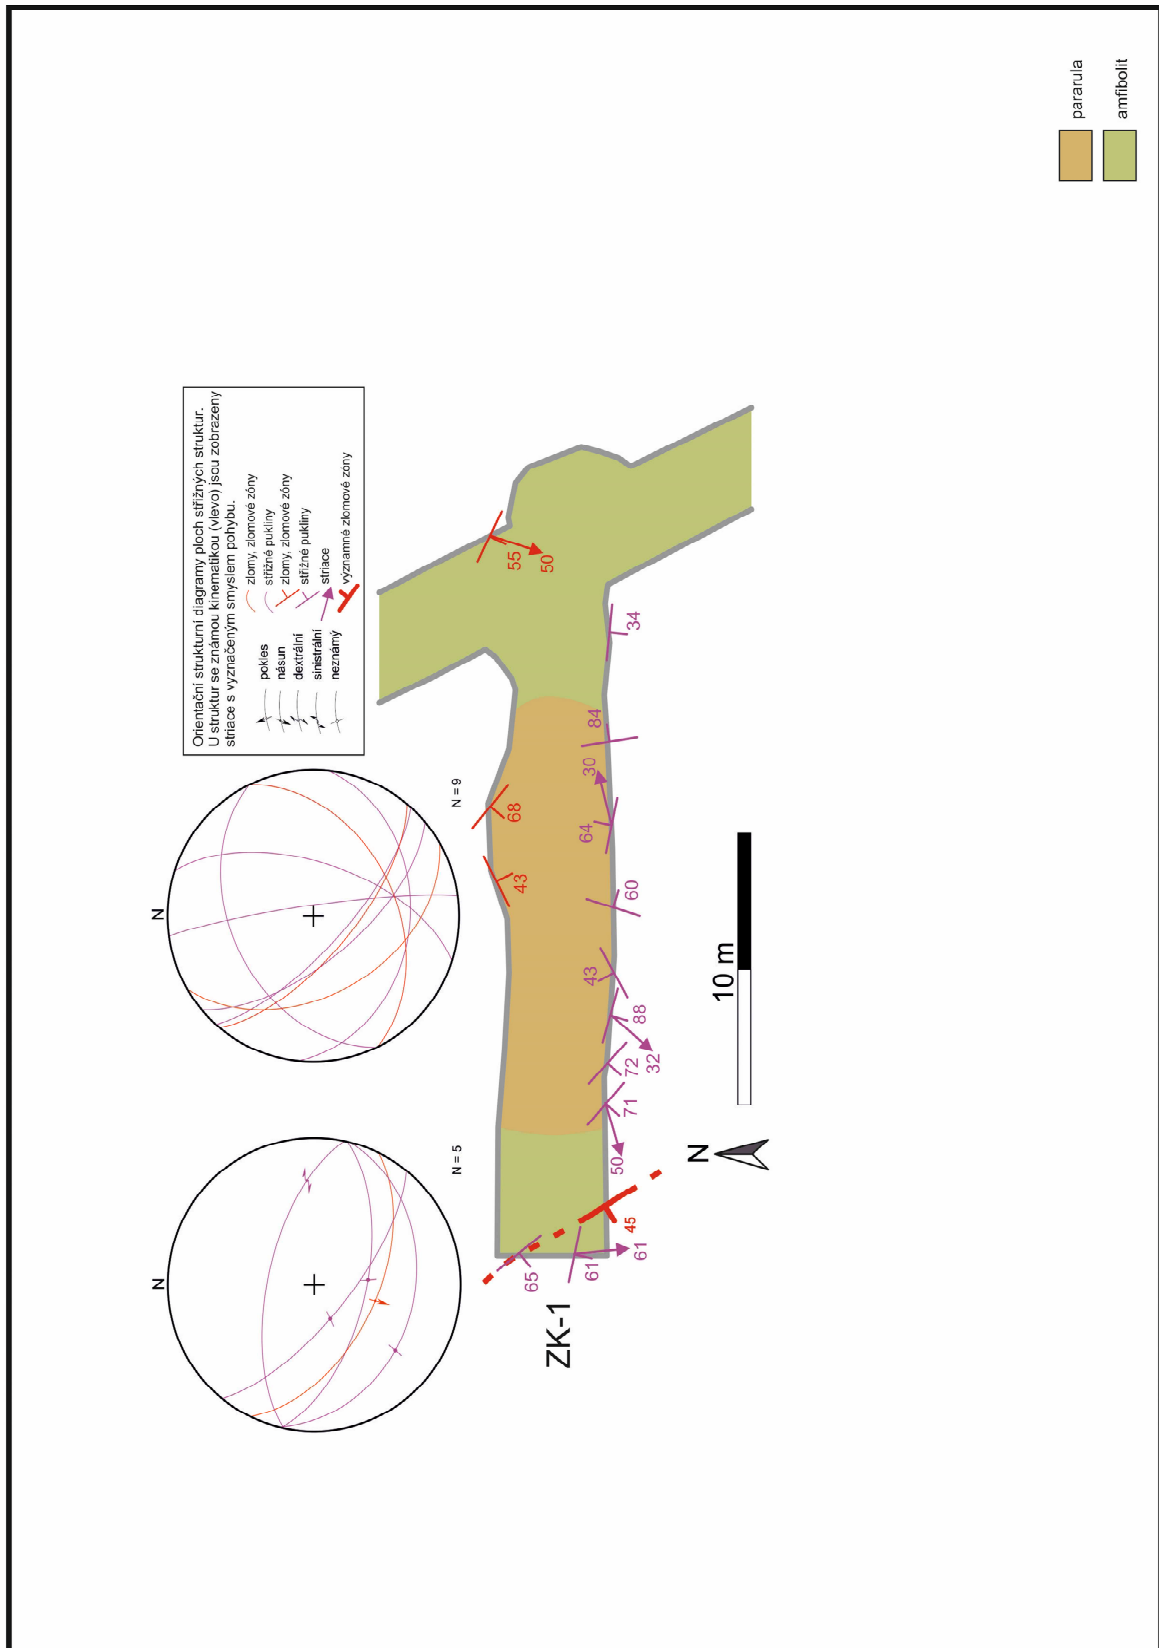 N
N = 5
N
N = 9
Orientační strukturní diagramy ploch střižných struktur.
U struktur se známou kinematikou (vlevo) jsou zobrazeny
striace s vyznačeným smyslem pohybu.
pokles
násun
dextrální
sinistrální
neznámý
zlomy, zlomové zóny
střižné pukliny
zlomy, zlomové zóny
střižné pukliny
striace
významné zlomové zóny
ZK-1
65
61
61
45
50
71
72
32
88
43
60
64
30
84
34
43
68
55
50
N
10 m
pararula
amfibolit